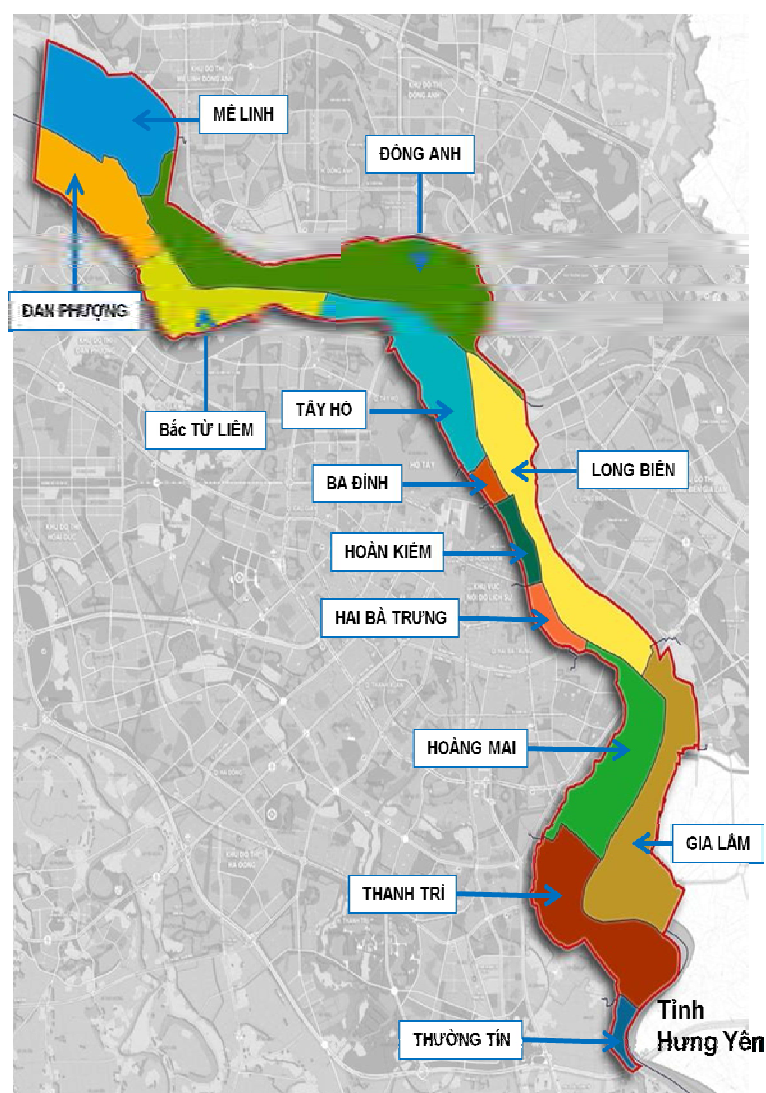 MÊ LINH
ĐÔNG ANH
ĐAN PHƯỢNG
TÂY HỒ
Bắc TỪ LIÊM
LONG BIÊN
BA ĐÌNH
HOÀN KIẾM
HAI BÀ TRƯNG
HOÀNG MAI
GIA LÂM
THANH TRÌ
Tỉnh
Hưng Yên
THƯỜNG TÍN